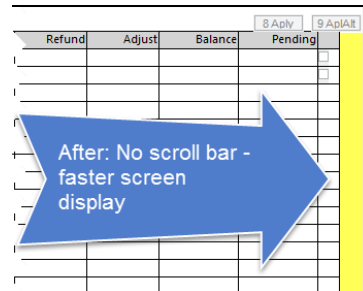 8 Aply 9 AplAlt
Refund Adjust Balance Pending
After: No scroll bar -
faster screen
display